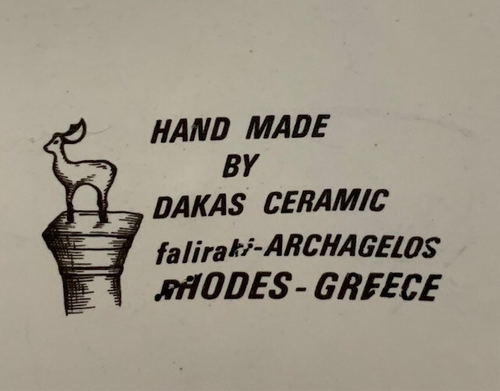 HAND MADE
BY
DAKAS CERAMIC
faliraki-ARCHAGELOS
RHODES - GREECE